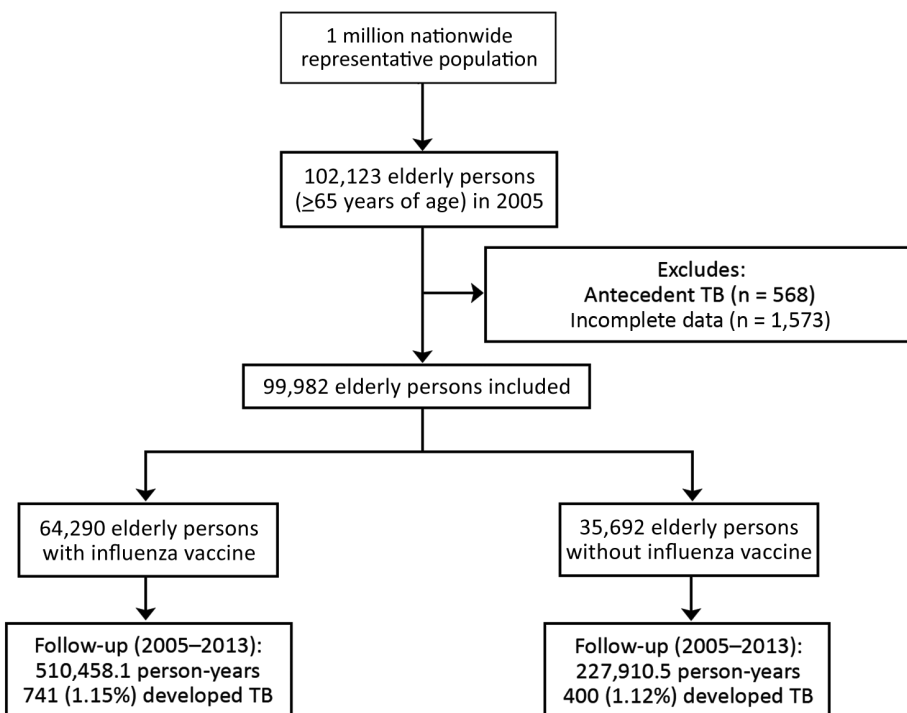 1 million nationwide
representative population
102,123 elderly persons
(≥65 years of age) in 2005
Excludes:
Antecedent TB (n = 568)
Incomplete data (n = 1,573)
99,982 elderly persons included
64,290 elderly persons
with influenza vaccine
35,692 elderly persons
without influenza vaccine
Follow-up (2005–2013):
510,458.1 person-years
741 (1.15%) developed TB
Follow-up (2005–2013):
227,910.5 person-years
400 (1.12%) developed TB